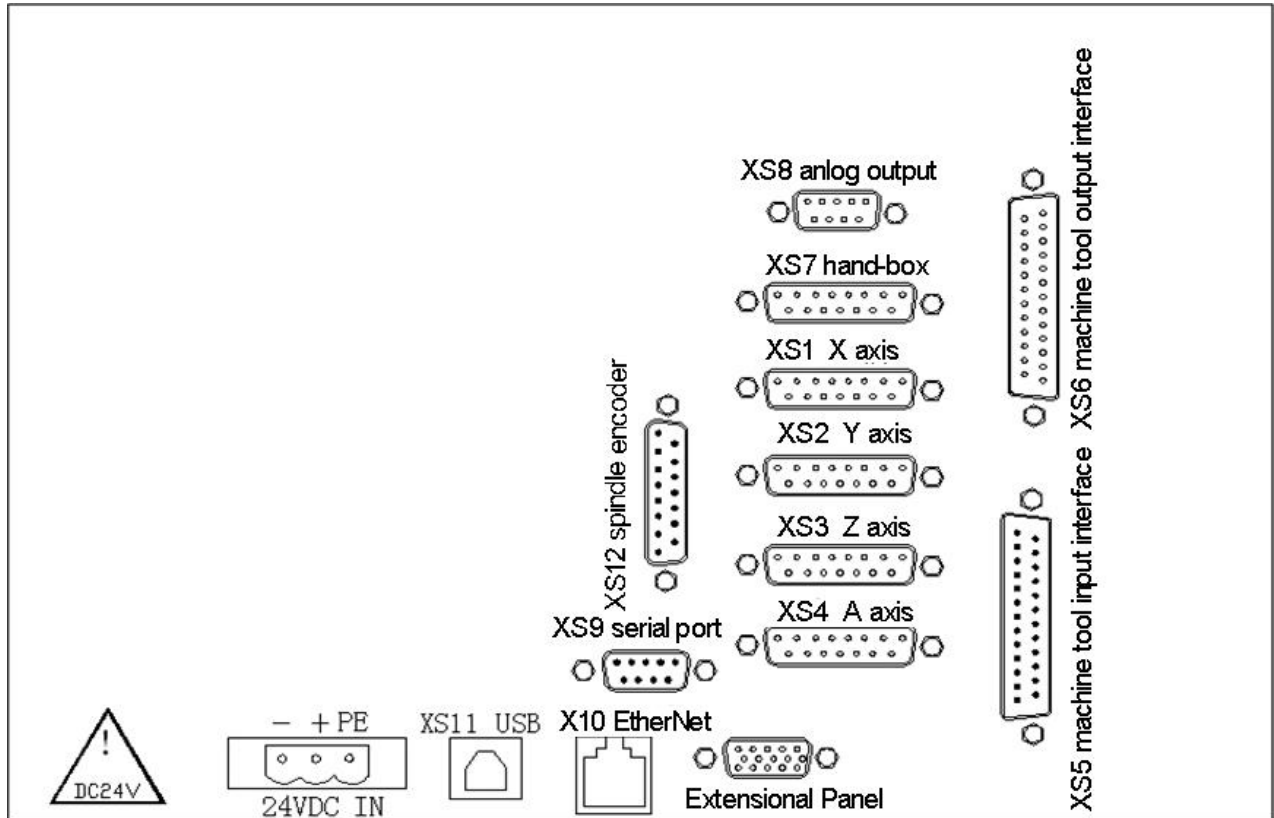 XS8 anlog output
XS7 hand-box
XS1 X axis
XS2 Y axis
XS3 Z axis
XS4 A axis
XS6 machine tool output interface
XS5 machine tool input interface
XS12 spindle encoder
XS9 serial port
- + PE
XS11 USB
X10 EtherNet
!
DC24V
24VDC IN
Extensional Panel